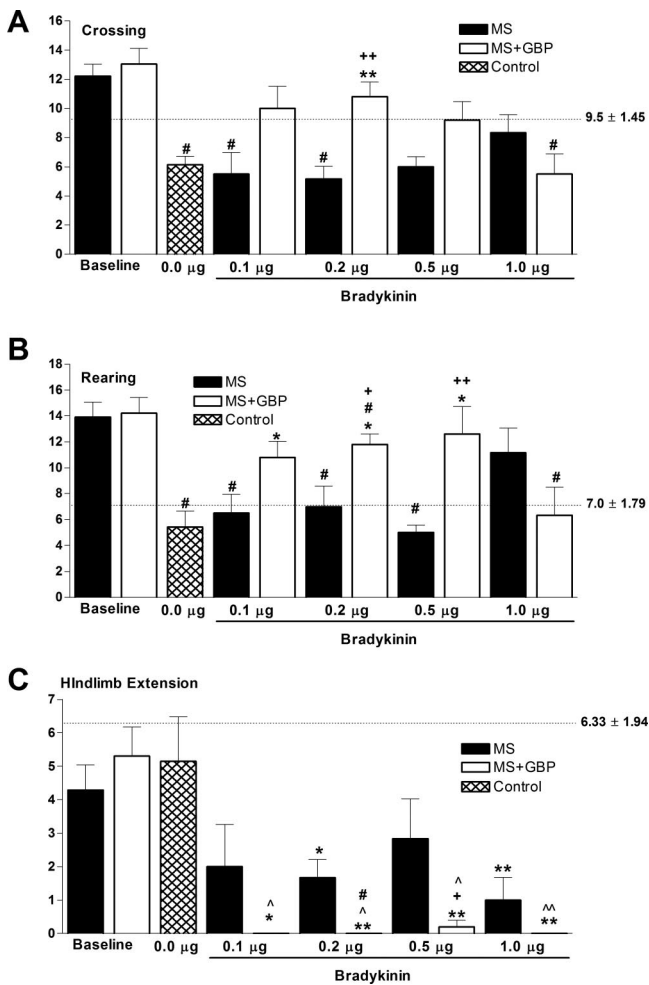 A
Crossing
MS
MS+GBP
Control
16
14
12
10
8
6
4
2
0
# # # ++ ** #
9.5 ± 1.45
Baseline 0.0 µg 0.1 µg 0.2 µg 0.5 µg 1.0 µg
Bradykinin
B
Rearing
MS
MS+GBP
Control
18
16
14
12
10
8
6
4
2
0
# # * # + # * # ++ * #
7.0 ± 1.79
Baseline 0.0 µg 0.1 µg 0.2 µg 0.5 µg 1.0 µg
Bradykinin
C
HIndlimb Extension
7
6
5
4
3
2
1
0
6.33 ± 1.94
MS
MS+GBP
Control
^ * * # ^ ** ^ + ** ** ^^ **
Baseline 0.0 µg 0.1 µg 0.2 µg 0.5 µg 1.0 µg
Bradykinin